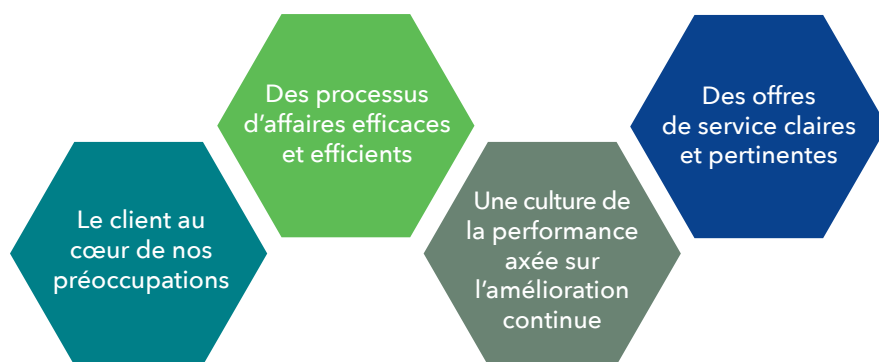 Le client au
cœur de nos
préoccupations
Des processus
d’affaires efficaces
et efficients
Une culture de
la performance
axée sur
l’amélioration
continue
Des offres
de service claires
et pertinentes